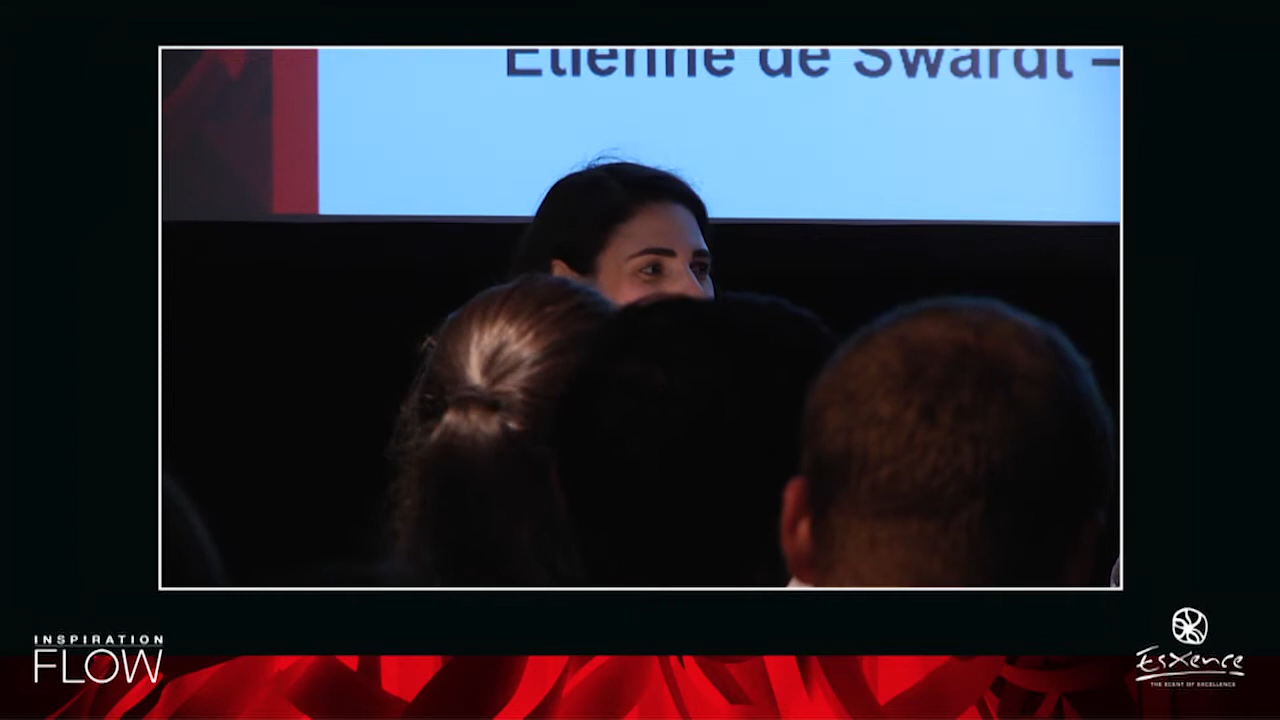 Etienne de Swardt –
INSPIRATION
FLOW
Esxence
THE SCENT OF EXCELLENCE